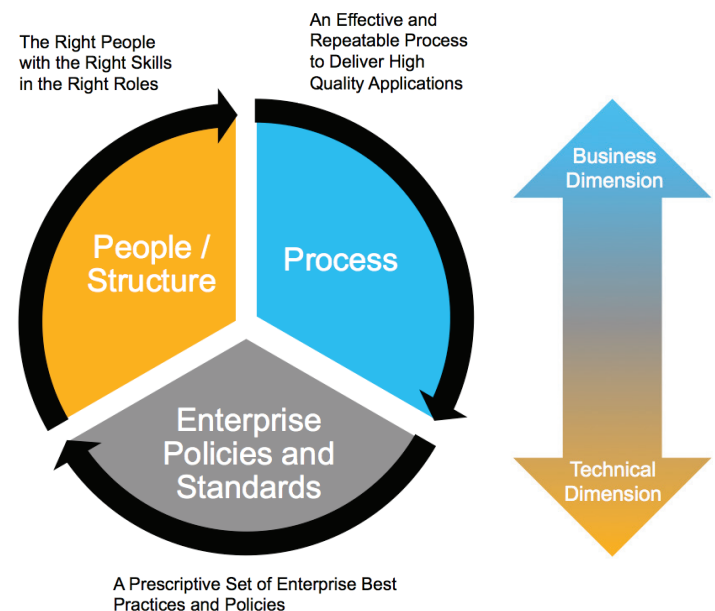 The Right People
with the Right Skills
in the Right Roles
An Effective and
Repeatable Process
to Deliver High
Quality Applications
People /
Structure
Process
Enterprise
Policies and
Standards
A Prescriptive Set of Enterprise Best
Practices and Policies
Business
Dimension
Technical
Dimension